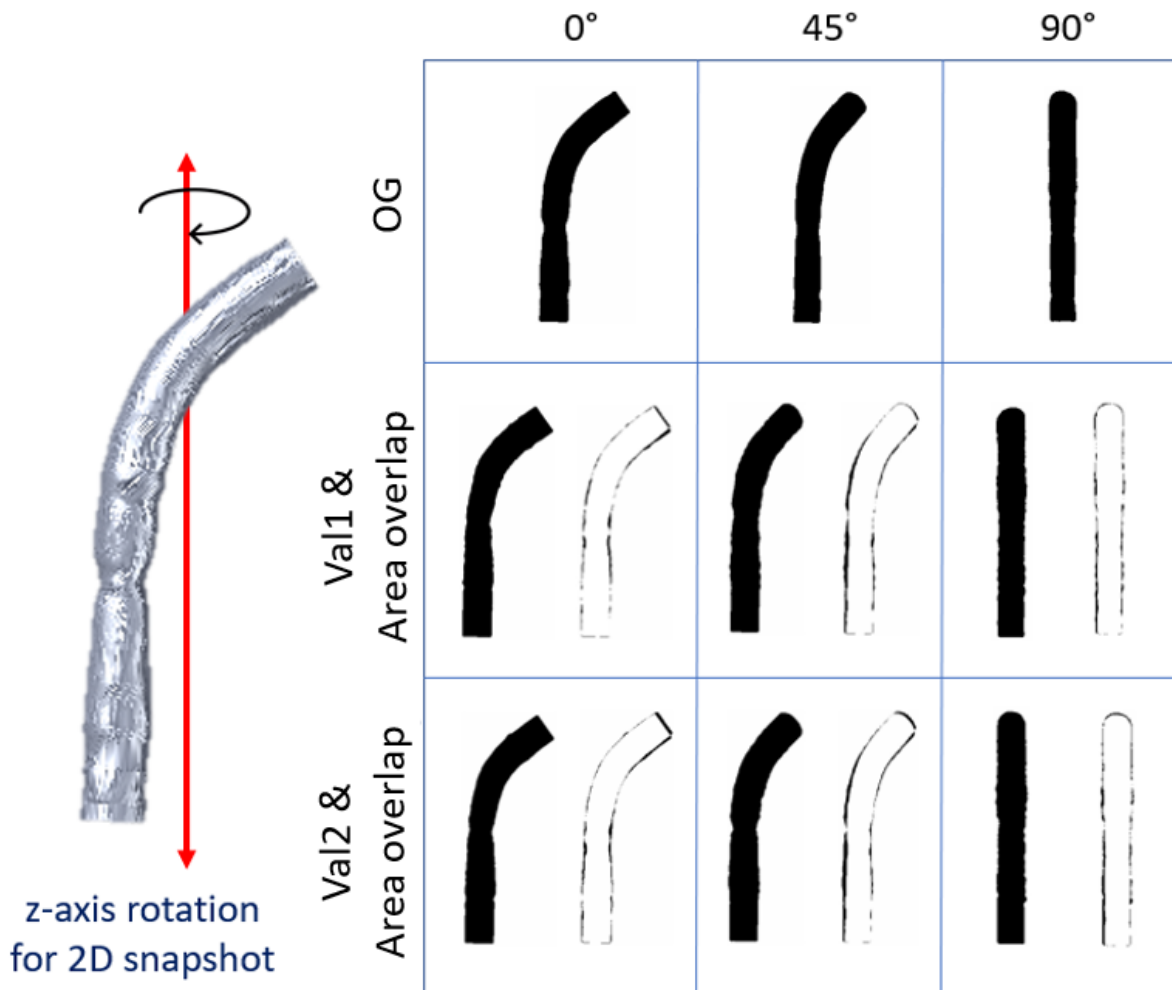 0°
45°
90°
OG
Val1 &
Area overlap
Val2 &
Area overlap
z-axis rotation
for 2D snapshot